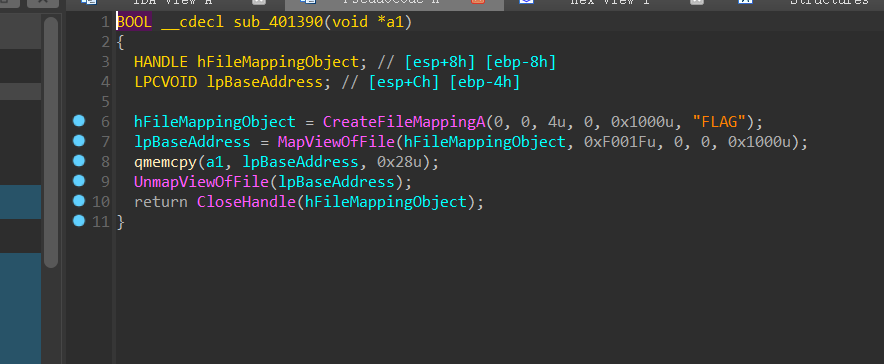 IDA View-A Pseudocode-A Hex View-1 Structures
1 BOOL __cdecl sub_401390(void *a1)
2 {
3 HANDLE hFileMappingObject; // [esp+8h] [ebp-8h]
4 LPCVOID lpBaseAddress; // [esp+Ch] [ebp-4h]
5
6 hFileMappingObject = CreateFileMappingA(0, 0, 4u, 0, 0x1000u, "FLAG");
7 lpBaseAddress = MapViewOfFile(hFileMappingObject, 0xF001Fu, 0, 0, 0x1000u);
8 qmemcpy(a1, lpBaseAddress, 0x28u);
9 UnmapViewOfFile(lpBaseAddress);
10 return CloseHandle(hFileMappingObject);
11 }